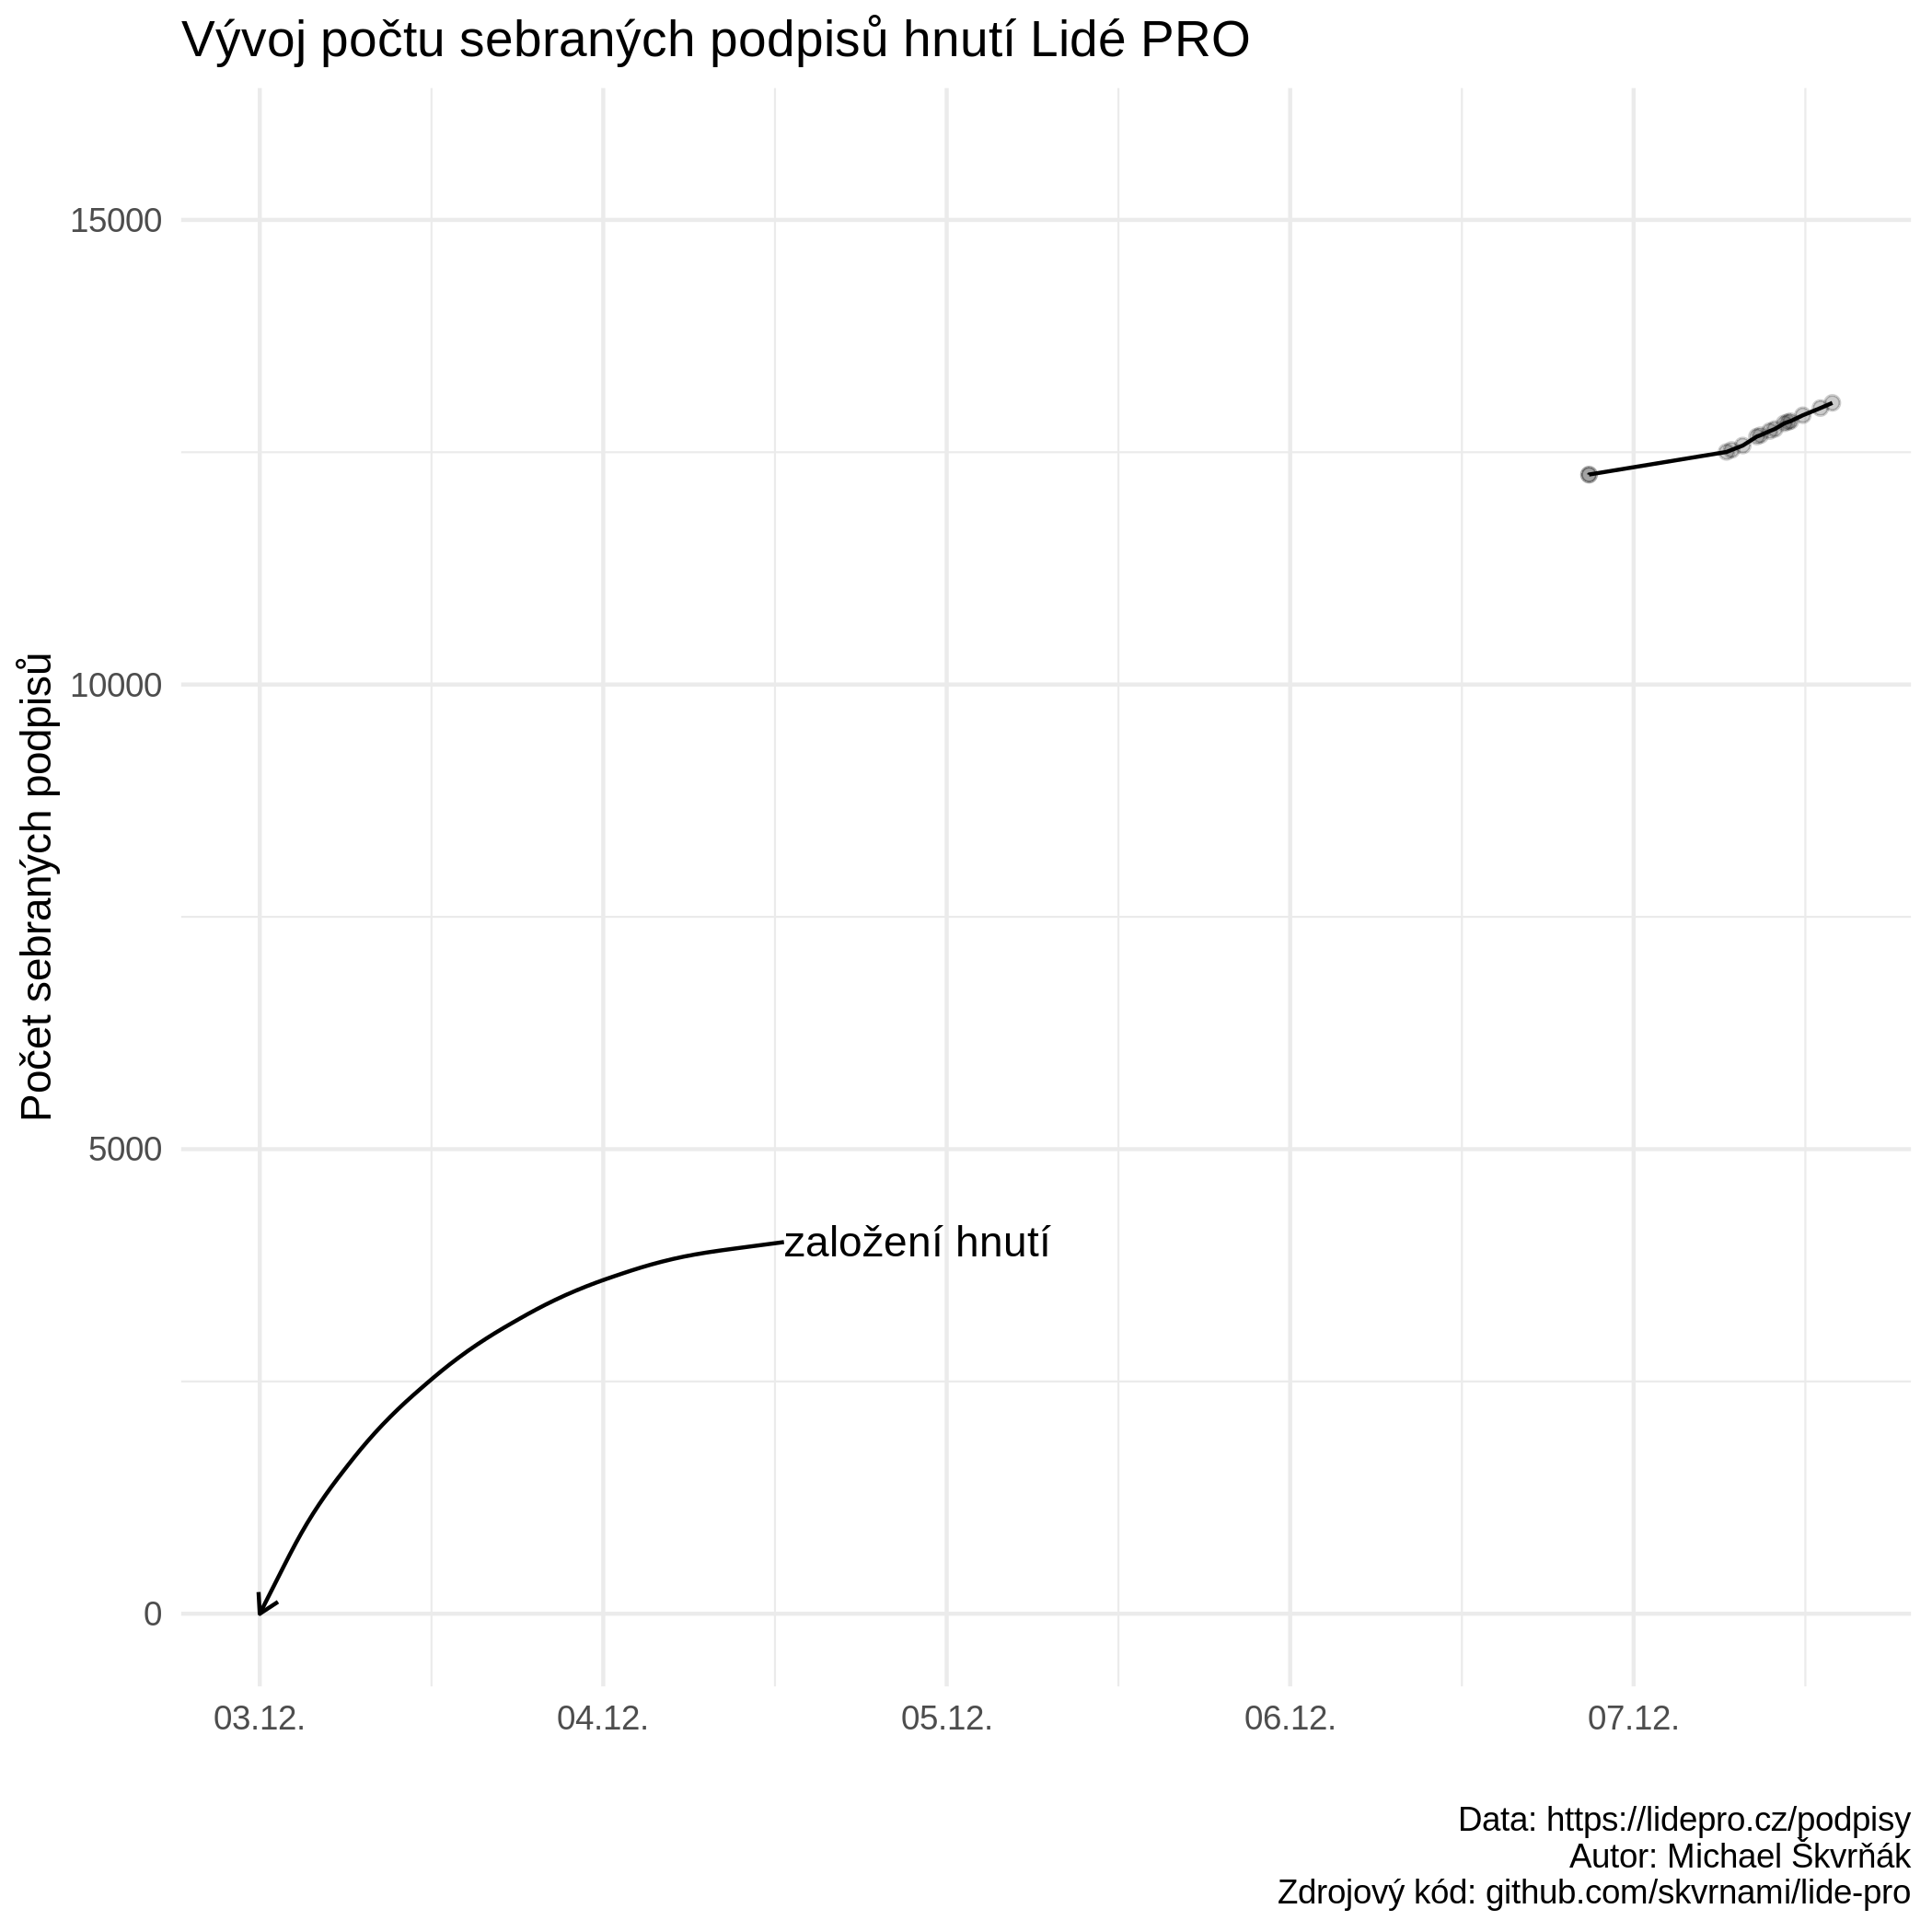 Vývoj počtu sebraných podpisů hnutí Lidé PRO
Počet sebraných podpisů
15000
10000
5000
0
založení hnutí
03.12.
04.12.
05.12.
06.12.
07.12.
Data: https://lidepro.cz/podpisy
Autor: Michael Škvrňák
Zdrojový kód: github.com/skvrnami/lide-pro